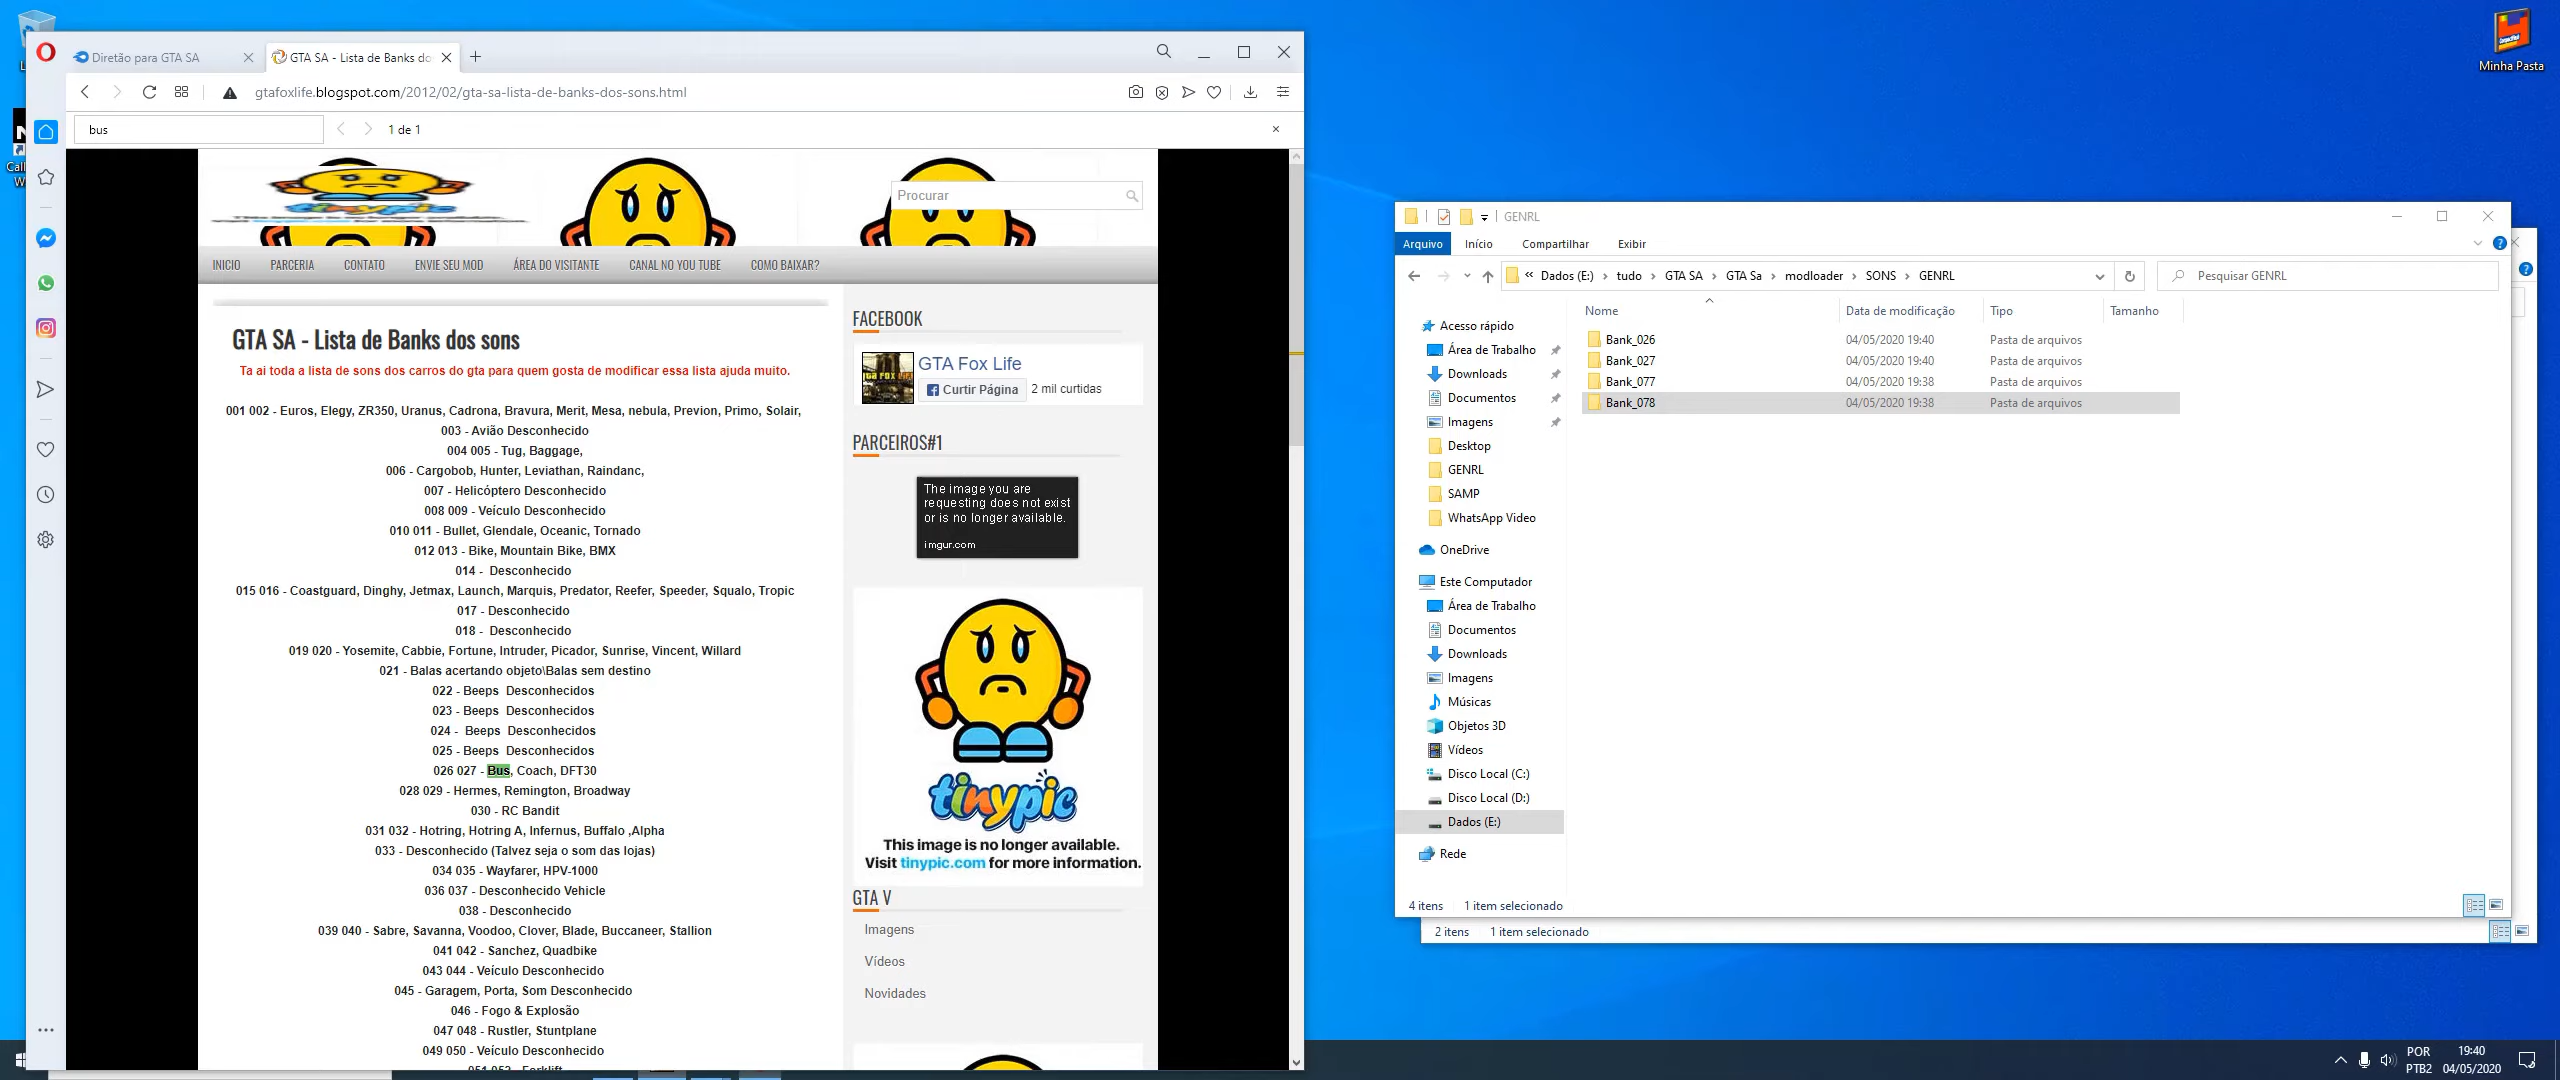 Minha Pasta
Diretão para GTA SA
GTA SA - Lista de Banks do
gtafoxlife.blogspot.com/2012/02/gta-sa-lista-de-banks-dos-sons.html
bus
1 de 1
Procurar
INICIO
PARCERIA
CONTATO
ENVIE SEU MOD
ÁREA DO VISITANTE
CANAL NO YOU TUBE
COMO BAIXAR?
GTA SA - Lista de Banks dos sons
Ta ai toda a lista de sons dos carros do gta para quem gosta de modificar essa lista ajuda muito.
001 002 - Euros, Elegy, ZR350, Uranus, Cadrona, Bravura, Merit, Mesa, nebula, Previon, Primo, Solair,
003 - Avião Desconhecido
004 005 - Tug, Baggage,
006 - Cargobob, Hunter, Leviathan, Raindanc,
007 - Helicóptero Desconhecido
008 009 - Veículo Desconhecido
010 011 - Bullet, Glendale, Oceanic, Tornado
012 013 - Bike, Mountain Bike, BMX
014 - Desconhecido
015 016 - Coastguard, Dinghy, Jetmax, Launch, Marquis, Predator, Reefer, Speeder, Squalo, Tropic
017 - Desconhecido
018 - Desconhecido
019 020 - Yosemite, Cabbie, Fortune, Intruder, Picador, Sunrise, Vincent, Willard
021 - Balas acertando objeto\Balas sem destino
022 - Beeps Desconhecidos
023 - Beeps Desconhecidos
024 - Beeps Desconhecidos
025 - Beeps Desconhecidos
026 027 - Bus, Coach, DFT30
028 029 - Hermes, Remington, Broadway
030 - RC Bandit
031 032 - Hotring, Hotring A, Infernus, Buffalo ,Alpha
033 - Desconhecido (Talvez seja o som das lojas)
034 035 - Wayfarer, HPV-1000
036 037 - Desconhecido Vehicle
038 - Desconhecido
039 040 - Sabre, Savanna, Voodoo, Clover, Blade, Buccaneer, Stallion
041 042 - Sanchez, Quadbike
043 044 - Veículo Desconhecido
045 - Garagem, Porta, Som Desconhecido
046 - Fogo & Explosão
047 048 - Rustler, Stuntplane
049 050 - Veículo Desconhecido
051 052 - Forklift
FACEBOOK
GTA Fox Life
Curtir Página
2 mil curtidas
PARCEIROS#1
The image you are
requesting does not exist
or is no longer available.
imgur.com
tinypic
This image is no longer available.
Visit tinypic.com for more information.
GTA V
Imagens
Vídeos
Novidades
GENRL
Arquivo
Início
Compartilhar
Exibir
Dados (E:)
tudo
GTA SA
GTA Sa
modloader
SONS
GENRL
Pesquisar GENRL
Nome
Data de modificação
Tipo
Tamanho
Bank_026 04/05/2020 19:40 Pasta de arquivos
Bank_027 04/05/2020 19:40 Pasta de arquivos
Bank_077 04/05/2020 19:38 Pasta de arquivos
Bank_078 04/05/2020 19:38 Pasta de arquivos
Acesso rápido
Área de Trabalho
Downloads
Documentos
Imagens
Desktop
GENRL
SAMP
WhatsApp Video
OneDrive
Este Computador
Área de Trabalho
Documentos
Downloads
Imagens
Músicas
Objetos 3D
Vídeos
Disco Local (C:)
Disco Local (D:)
Dados (E:)
Rede
4 itens
1 item selecionado
2 itens
1 item selecionado
POR
PTB2
19:40
04/05/2020